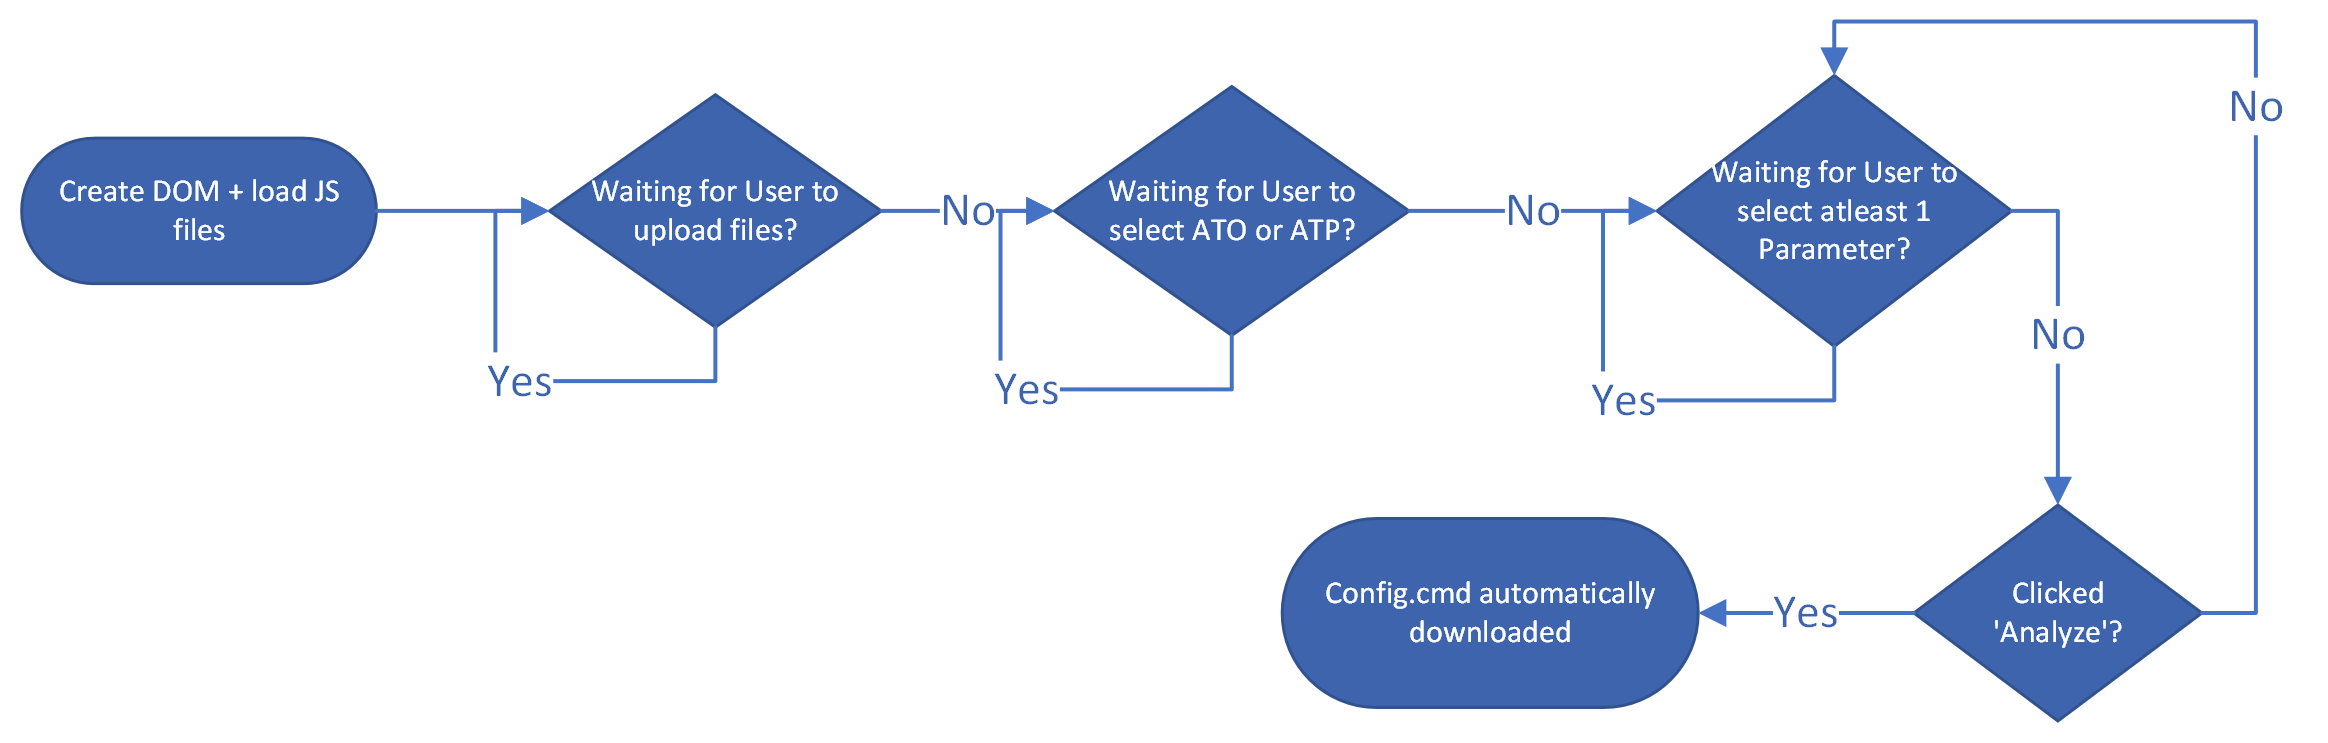 Create DOM + load JS
files
Waiting for User to
upload files?
Yes
No
Waiting for User to
select ATO or ATP?
Yes
No
Waiting for User to
select atleast 1
Parameter?
Yes
No
Clicked
'Analyze'?
No
Yes
Config.cmd automatically
downloaded